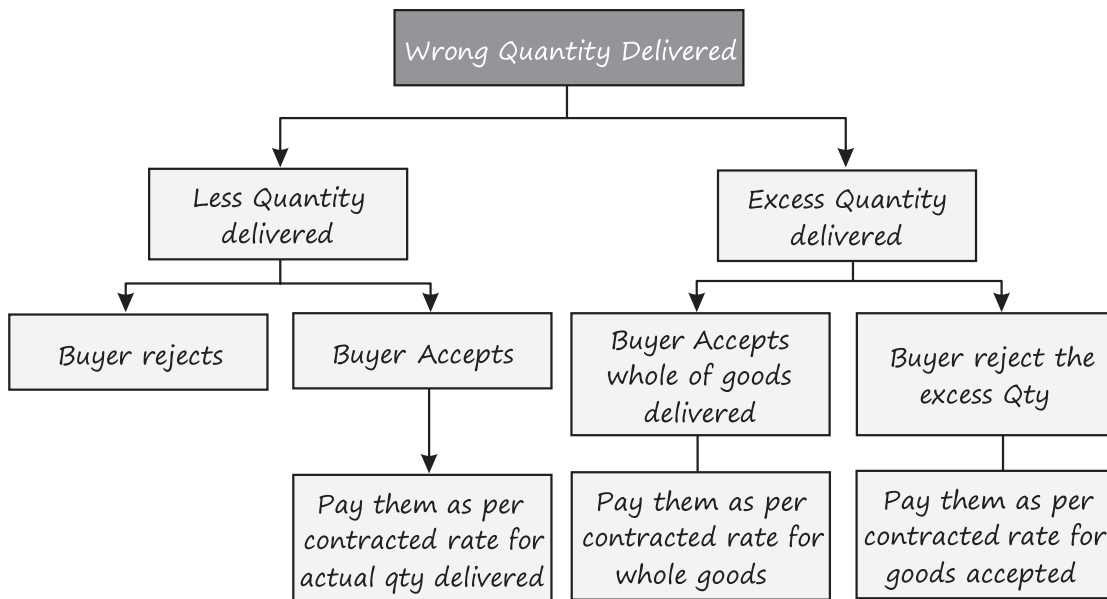 Wrong Quantity Delivered
Less Quantity
delivered
Excess Quantity
delivered
Buyer rejects
Buyer Accepts
Buyer Accepts
whole of goods
delivered
Buyer reject the
excess Qty
Pay them as per
contracted rate for
actual qty delivered
Pay them as per
contracted rate for
whole goods
Pay them as per
contracted rate for
goods accepted